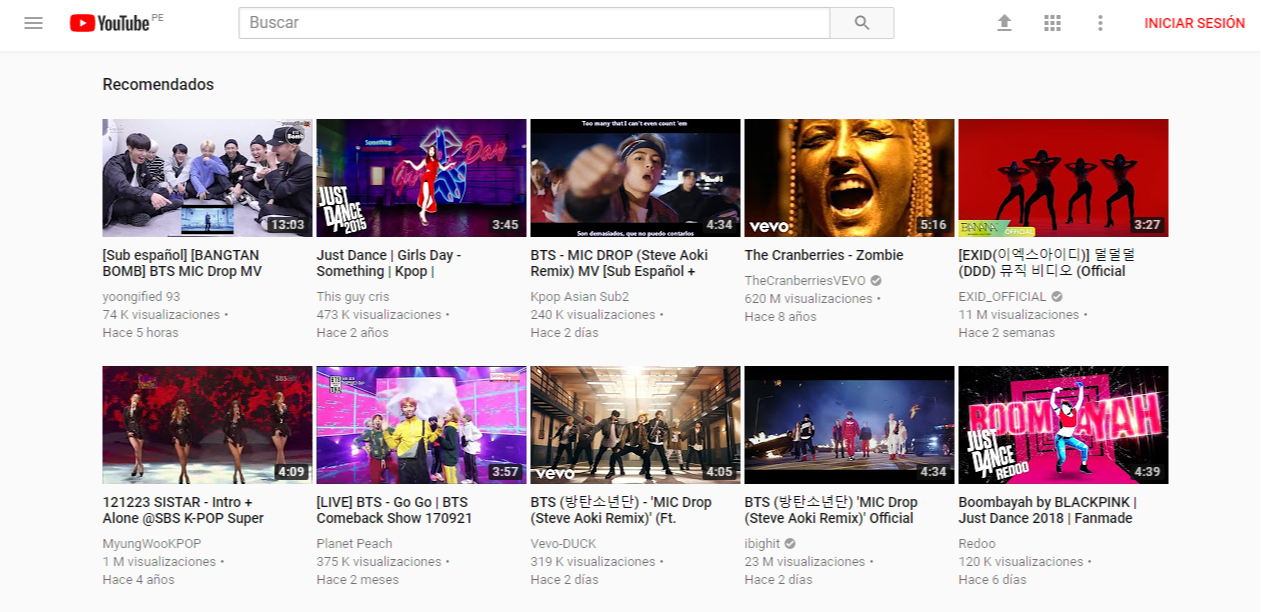 YouTube PE
Buscar
INICIAR SESIÓN
Recomendados
Bomb
13:03
Something
Girl's Day
JUST
DANCE
2015
3:45
Too many that I can't even count 'em
Son demasiados, que no puedo contarlos
4:34
vevo
5:16
BANANA
OFFICIAL
3:27
[Sub español] [BANGTAN
BOMB] BTS MIC Drop MV
yoongified 93
74 K visualizaciones •
Hace 5 horas
Just Dance | Girls Day -
Something | Kpop |
This guy cris
473 K visualizaciones •
Hace 2 años
BTS - MIC DROP (Steve Aoki
Remix) MV [Sub Español +
Kpop Asian Sub2
240 K visualizaciones •
Hace 2 días
The Cranberries - Zombie
TheCranberriesVEVO
620 M visualizaciones •
Hace 8 años
[EXID(이엑스아이디)] 덜덜덜
(DDD) 뮤직 비디오 (Official
EXID_OFFICIAL
11 M visualizaciones •
Hace 2 semanas
SBS
4:09
3:57
vevo
4:05
4:34
BOOMBAYAH
JUST
DANCE
REDOO
4:39
121223 SISTAR - Intro +
Alone @SBS K-POP Super
MyungWooKPOP
1 M visualizaciones •
Hace 4 años
[LIVE] BTS - Go Go | BTS
Comeback Show 170921
Planet Peach
375 K visualizaciones •
Hace 2 meses
BTS (방탄소년단) - 'MIC Drop
(Steve Aoki Remix)' (Ft.
Vevo-DUCK
319 K visualizaciones •
Hace 2 días
BTS (방탄소년단) 'MIC Drop
(Steve Aoki Remix)' Official
ibighit
23 M visualizaciones •
Hace 2 días
Boombayah by BLACKPINK |
Just Dance 2018 | Fanmade
Redoo
120 K visualizaciones •
Hace 6 días